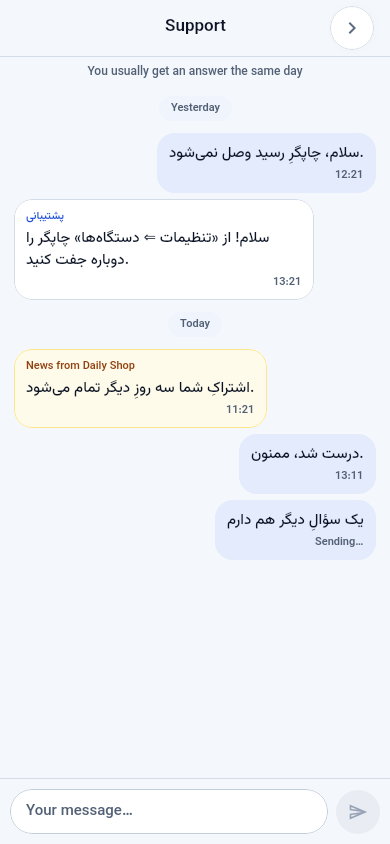 Support
You usually get an answer the same day
Yesterday
سلام، چاپگرِ رسید وصل نمی‌شود.
12:21
پشتیبانی
سلام! از «تنظیمات ⇐ دستگاه‌ها» چاپگر را
دوباره جفت کنید.
13:21
Today
News from Daily Shop
اشتراکِ شما سه روزِ دیگر تمام می‌شود.
11:21
درست شد، ممنون.
13:11
یک سؤالِ دیگر هم دارم
Sending…
Your message…